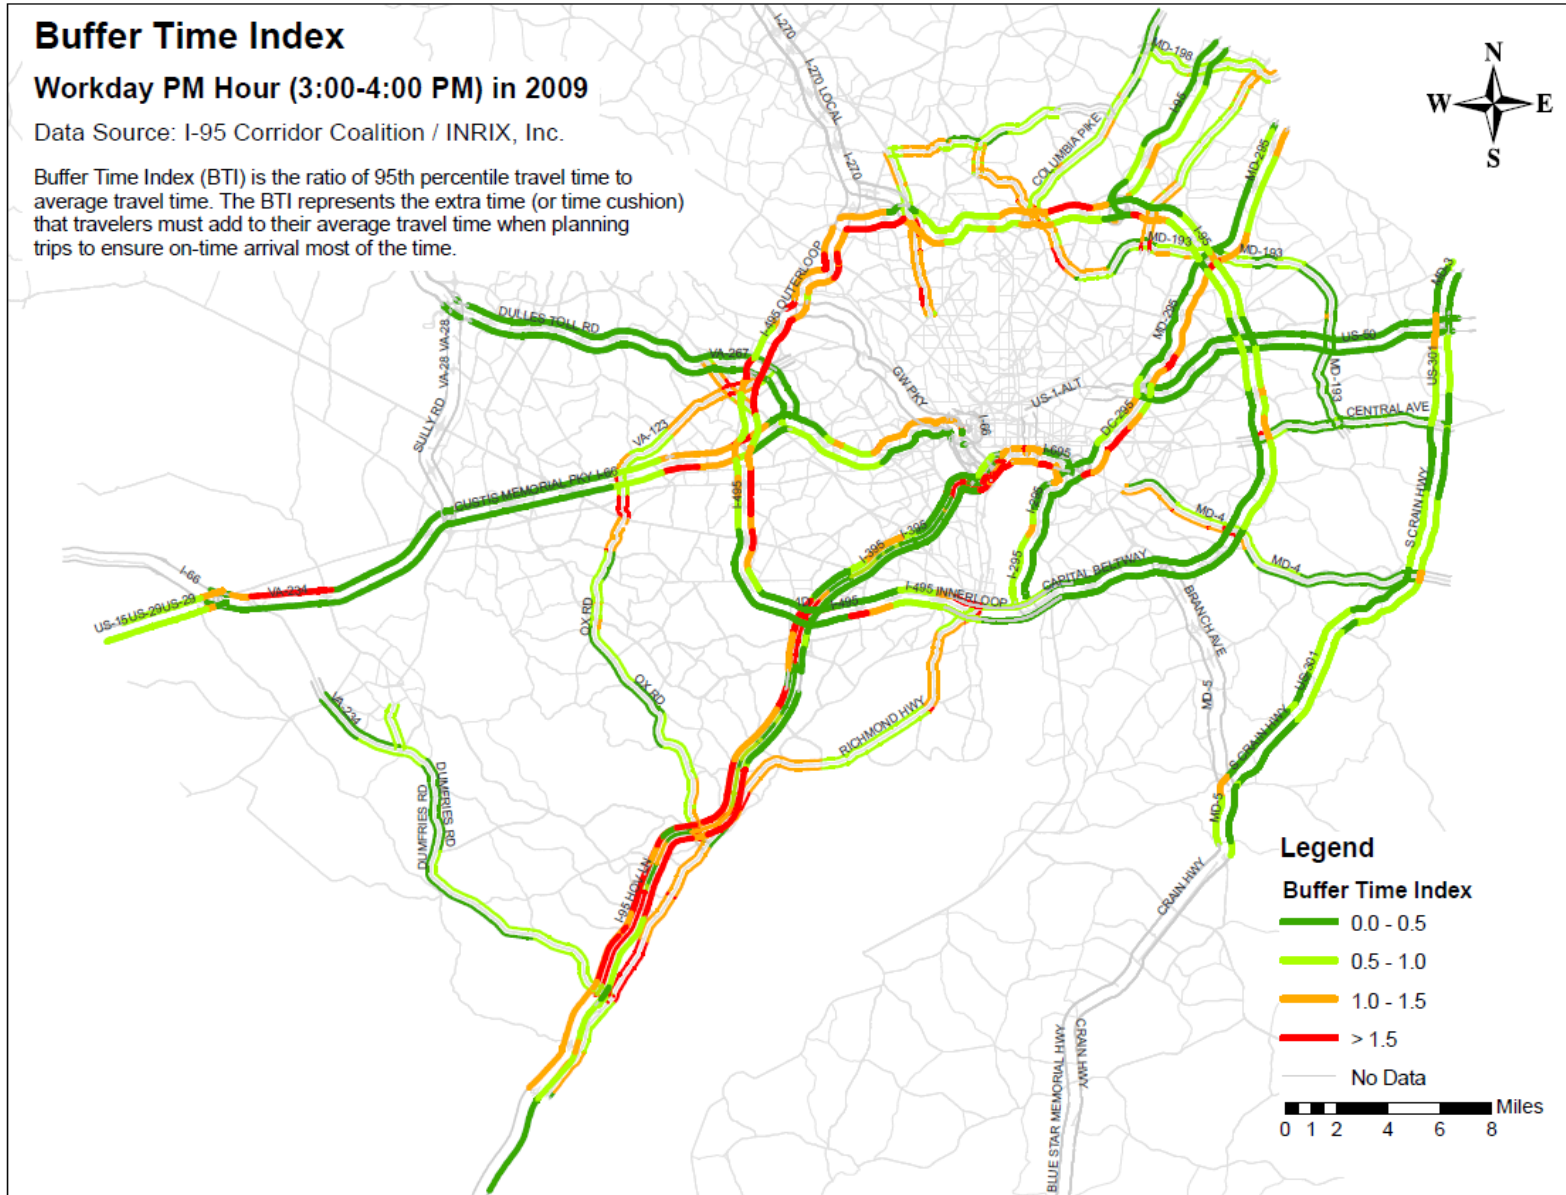 Buffer Time Index
Workday PM Hour (3:00-4:00 PM) in 2009
Data Source: I-95 Corridor Coalition / INRIX, Inc.
Buffer Time Index (BTI) is the ratio of 95th percentile travel time to
average travel time. The BTI represents the extra time (or time cushion)
that travelers must add to their average travel time when planning
trips to ensure on-time arrival most of the time.
N
W
E
S
I-270
I-270 LOCAL
I-270
MD-198
I-95
COLUMBIA PIKE
MD-295
I-95
MD-193
MD-193
MD-3
I-495 OUTERLOOP
DULLES TOLL RD
VA-267
VA-28
VA-28
SULLY RD
GW PKY
US-1-ALT
MD-295
US-50
US-301
MD-193
CENTRAL AVE
DC-295
I-66
I-695
VA-123
CUSTIS MEMORIAL PKY I-66
I-495
I-395
I-395
I-295
I-295
MD-4
MD-4
S CRAIN HWY
CAPITAL BELTWAY
I-66
VA-234
US-15US-29US-29
I-495
I-495 INNERLOOP
OX RD
OX RD
BRANCH AVE
MD-5
US-301
S CRAIN HWY
MD-5
RICHMOND HWY
VA-234
DUMFRIES RD
DUMFRIES RD
I-95 HOV LN
CRAIN HWY
CRAIN HWY
BLUE STAR MEMORIAL HWY
Legend
Buffer Time Index
0.0 - 0.5
0.5 - 1.0
1.0 - 1.5
> 1.5
No Data
Miles
0 1 2 4 6 8